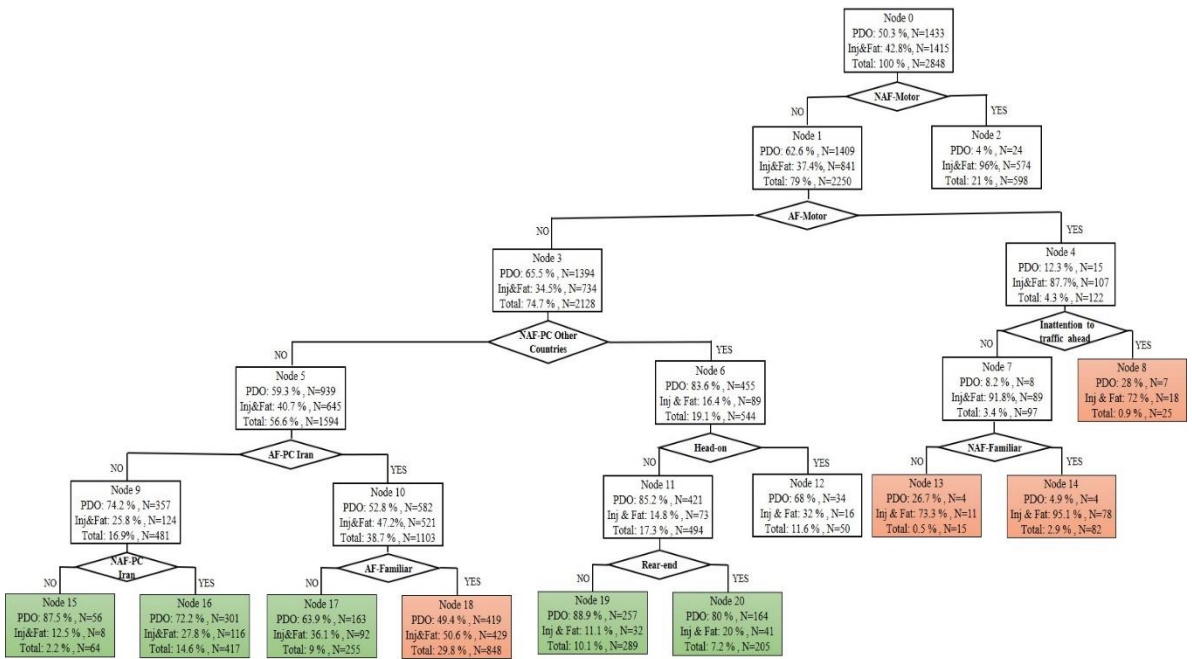 Node 0
PDO: 50.3 %, N=1433
Inj&Fat: 42.8%, N=1415
Total: 100 % , N=2848
NAF-Motor
NO
YES
Node 1
PDO: 62.6 % , N=1409
Inj&Fat: 37.4%, N=841
Total: 79 % , N=2250
Node 2
PDO: 4 % , N=24
Inj&Fat: 96%, N=574
Total: 21 % , N=598
AF-Motor
NO
YES
Node 3
PDO: 65.5 % , N=1394
Inj&Fat: 34.5%, N=734
Total: 74.7 % , N=2128
Node 4
PDO: 12.3 % , N=15
Inj&Fat: 87.7%, N=107
Total: 4.3 % , N=122
NAF-PC Other
Countries
Inattention to
traffic ahead
NO
YES
NO
YES
Node 5
PDO: 59.3 % , N=939
Inj&Fat: 40.7 % , N=645
Total: 56.6 % , N=1594
Node 6
PDO: 83.6 % , N=455
Inj & Fat: 16.4 % , N=89
Total: 19.1 % , N=544
Node 7
PDO: 8.2 % , N=8
Inj&Fat: 91.8%, N=89
Total: 3.4 % , N=97
Node 8
PDO: 28 % , N=7
Inj & Fat: 72 % , N=18
Total: 0.9 % , N=25
AF-PC Iran
Head-on
NAF-Familiar
NO
YES
NO
YES
NO
YES
Node 9
PDO: 74.2 % , N=357
Inj&Fat: 25.8 % , N=124
Total: 16.9% , N=481
Node 10
PDO: 52.8 % , N=582
Inj&Fat: 47.2% , N=521
Total: 38.7 % , N=1103
Node 11
PDO: 85.2 % , N=421
Inj & Fat: 14.8 % , N=73
Total: 17.3 % , N=494
Node 12
PDO: 68 % , N=34
Inj & Fat: 32 % , N=16
Total: 11.6 % , N=50
Node 13
PDO: 26.7 % , N=4
Inj & Fat: 73.3 % , N=11
Total: 0.5 % , N=15
Node 14
PDO: 4.9 % , N=4
Inj & Fat: 95.1 % , N=78
Total: 2.9 % , N=82
NAF-PC
Iran
AF-Familiar
Rear-end
NO
YES
NO
YES
NO
YES
Node 15
PDO: 87.5 % , N=56
Inj&Fat: 12.5 % , N=8
Total: 2.2 % , N=64
Node 16
PDO: 72.2 % , N=301
Inj&Fat: 27.8 % , N=116
Total: 14.6 % , N=417
Node 17
PDO: 63.9 % , N=163
Inj&Fat: 36.1 % , N=92
Total: 9 % , N=255
Node 18
PDO: 49.4 % , N=419
Inj&Fat: 50.6 % , N=429
Total: 29.8 % , N=848
Node 19
PDO: 88.9 % , N=257
Inj & Fat: 11.1 % , N=32
Total: 10.1 % , N=289
Node 20
PDO: 80 % , N=164
Inj & Fat: 20 % , N=41
Total: 7.2 % , N=205